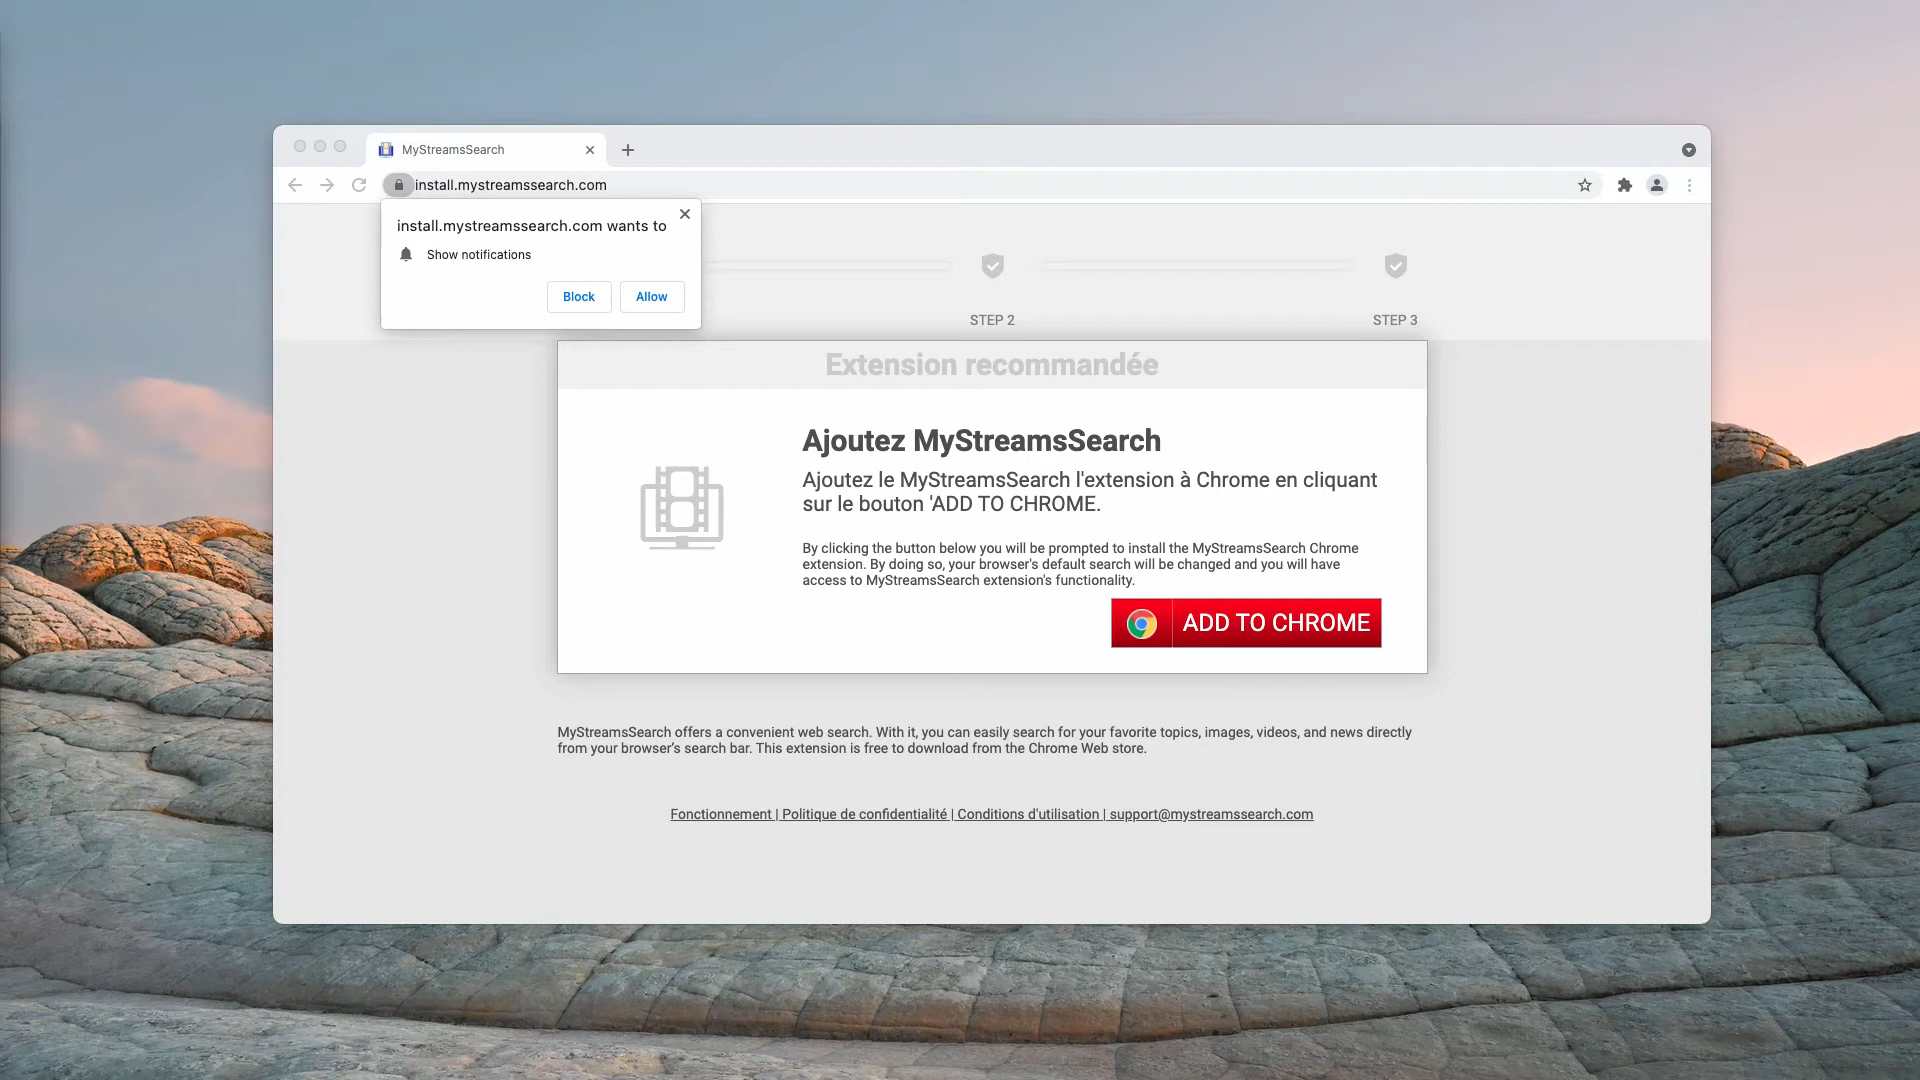 MyStreamsSearch
install.mystreamssearch.com
install.mystreamssearch.com wants to
Show notifications
Block
Allow
STEP 2
STEP 3
Extension recommandée
Ajoutez MyStreamsSearch
Ajoutez le MyStreamsSearch l'extension à Chrome en cliquant
sur le bouton 'ADD TO CHROME.
By clicking the button below you will be prompted to install the MyStreamsSearch Chrome
extension. By doing so, your browser's default search will be changed and you will have
access to MyStreamsSearch extension's functionality.
ADD TO CHROME
MyStreamsSearch offers a convenient web search. With it, you can easily search for your favorite topics, images, videos, and news directly
from your browser’s search bar. This extension is free to download from the Chrome Web store.
Fonctionnement | Politique de confidentialité | Conditions d'utilisation | support@mystreamssearch.com